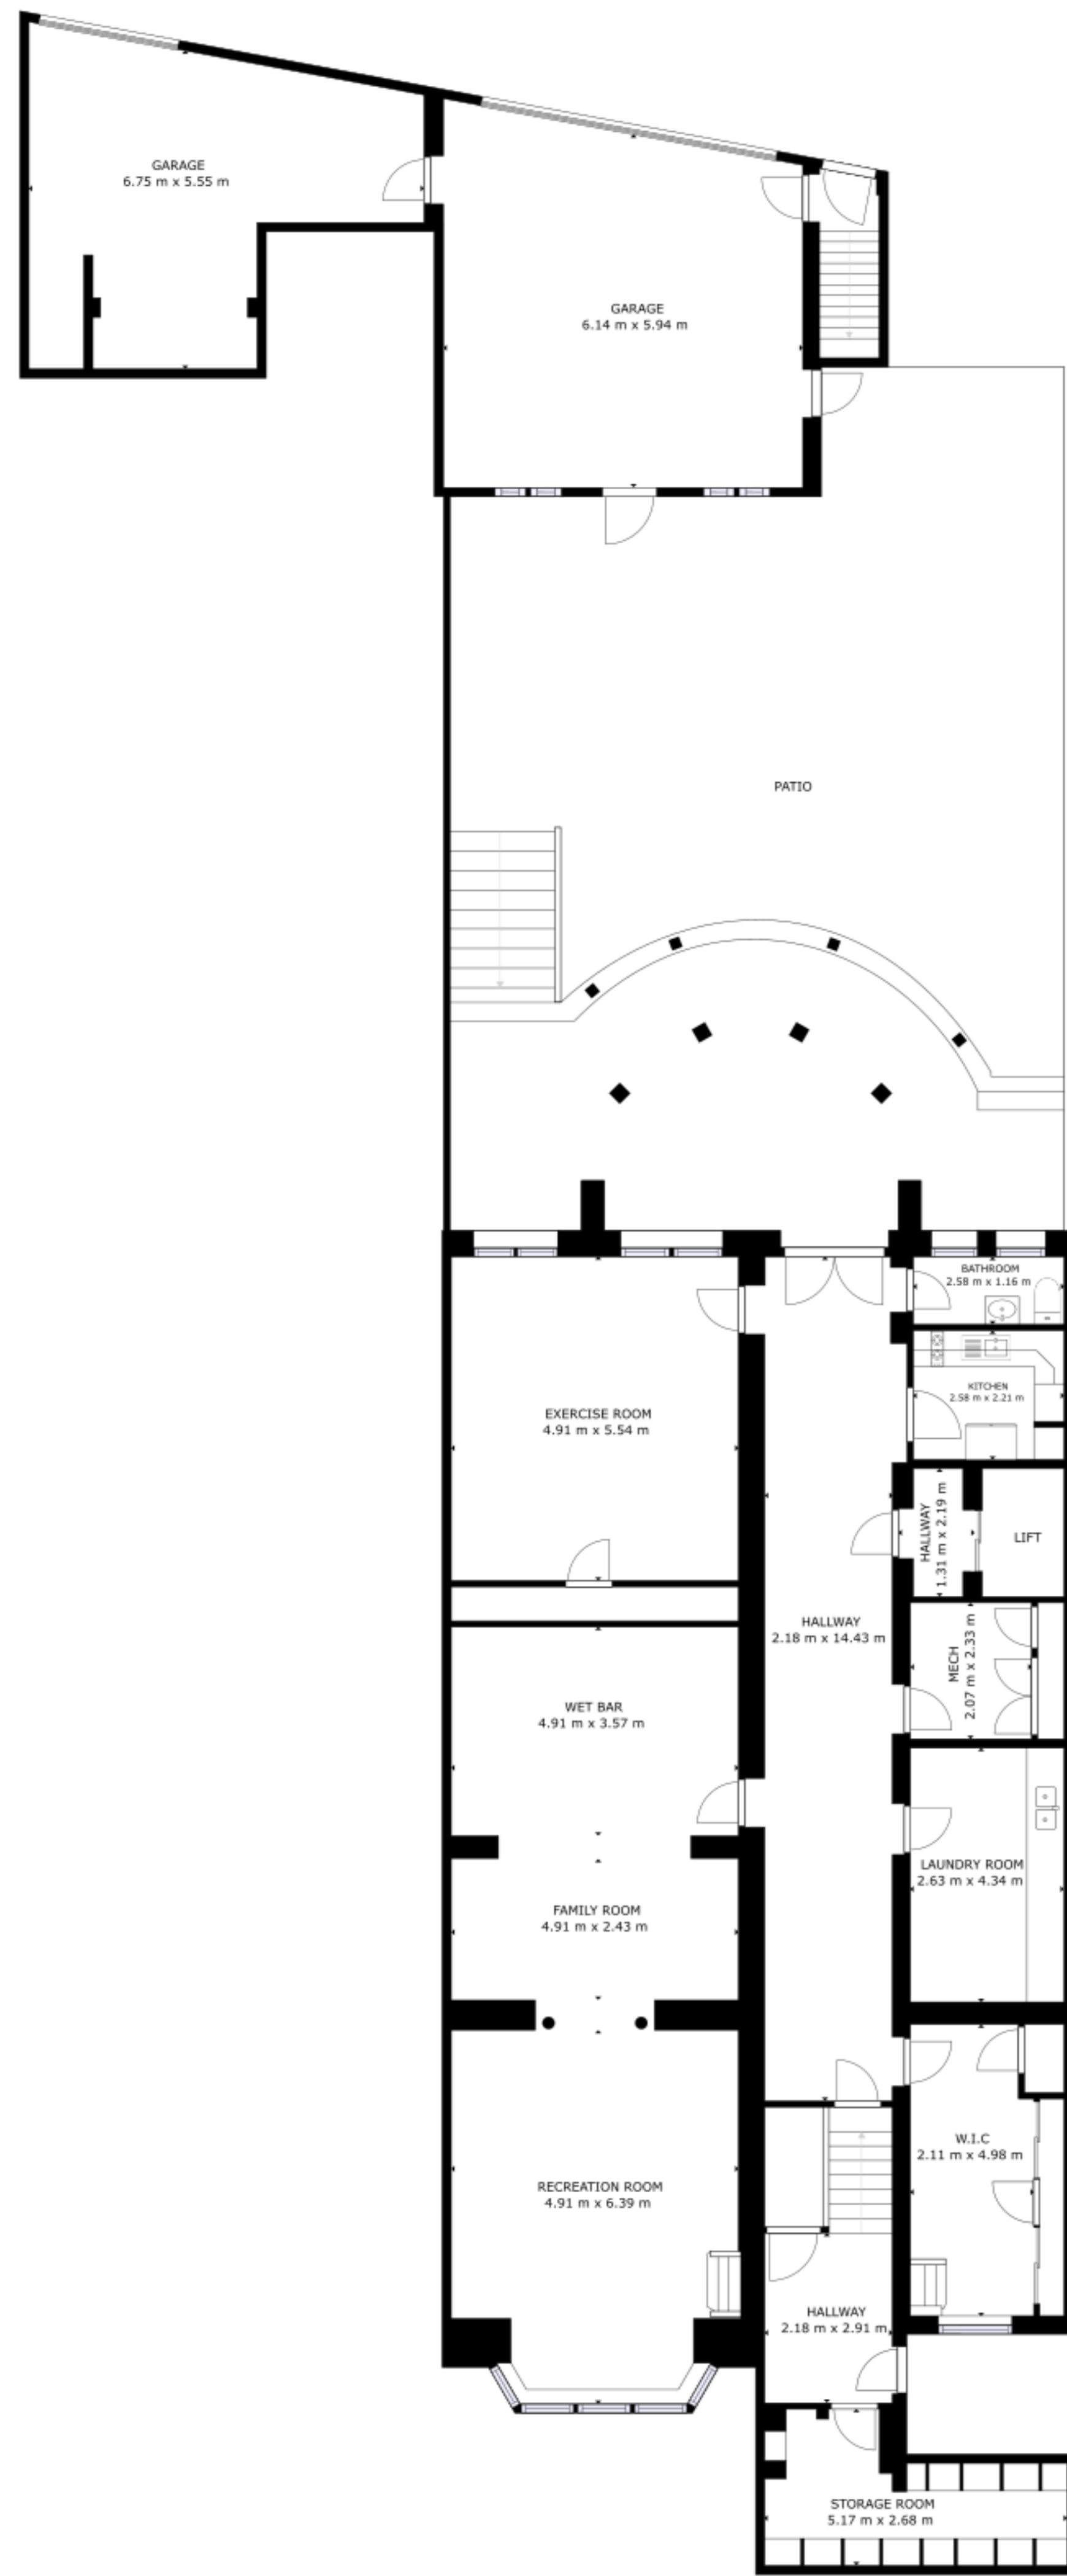 GARAGE
6.75 m x 5.55 m
GARAGE
6.14 m x 5.94 m
PATIO
BATHROOM
2.58 m x 1.16 m
KITCHEN
2.58 m x 2.21 m
EXERCISE ROOM
4.91 m x 5.54 m
HALLWAY
1.31 m x 2.19 m
LIFT
HALLWAY
2.18 m x 14.43 m
MECH
2.07 m x 2.33 m
WET BAR
4.91 m x 3.57 m
LAUNDRY ROOM
2.63 m x 4.34 m
FAMILY ROOM
4.91 m x 2.43 m
W.I.C
2.11 m x 4.98 m
RECREATION ROOM
4.91 m x 6.39 m
HALLWAY
2.18 m x 2.91 m
STORAGE ROOM
5.17 m x 2.68 m